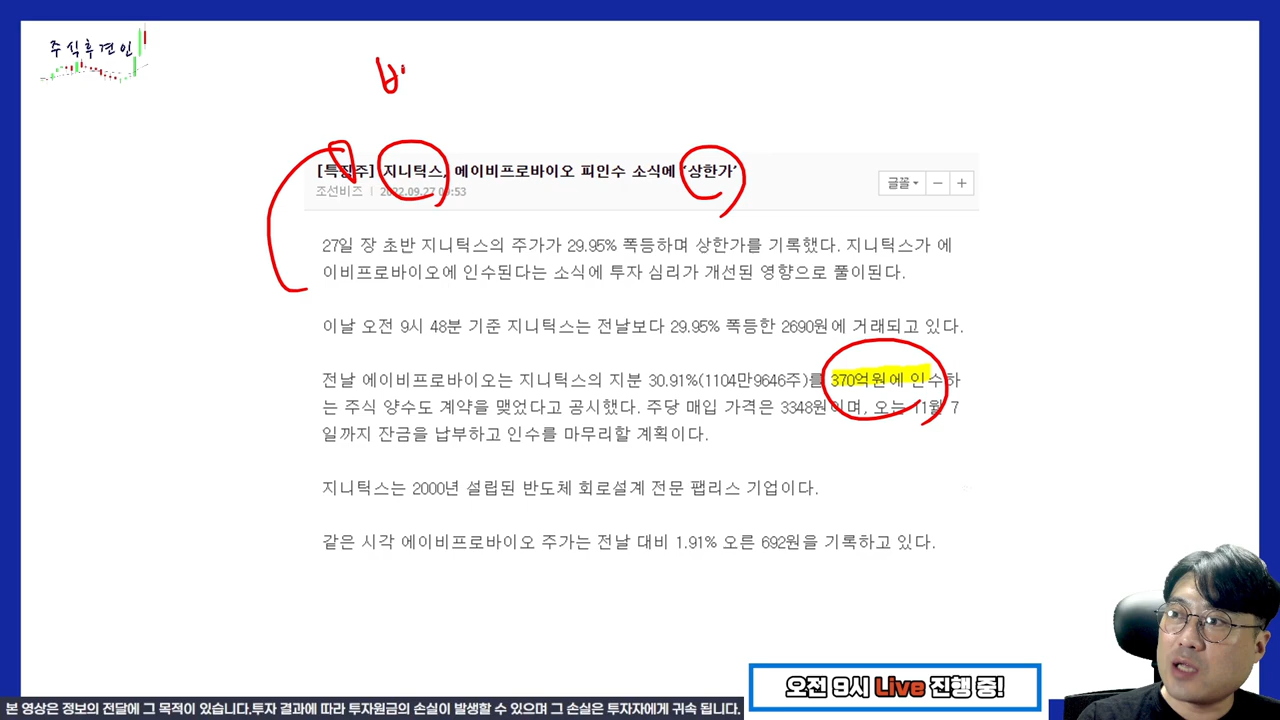 주식후견인
ㅂ
[특징주] 지니틱스, 에이비프로바이오 피인수 소식에 ‘상한가’
조선비즈 | 2022.09.27 09:53
글꼴
27일 장 초반 지니틱스의 주가가 29.95% 폭등하며 상한가를 기록했다. 지니틱스가 에
이비프로바이오에 인수된다는 소식에 투자 심리가 개선된 영향으로 풀이된다.
이날 오전 9시 48분 기준 지니틱스는 전날보다 29.95% 폭등한 2690원에 거래되고 있다.
전날 에이비프로바이오는 지니틱스의 지분 30.91%(1104만9646주)를 370억원에 인수하
는 주식 양수도 계약을 맺었다고 공시했다. 주당 매입 가격은 3348원이며, 오는 11월 7
일까지 잔금을 납부하고 인수를 마무리할 계획이다.
지니틱스는 2000년 설립된 반도체 회로설계 전문 팹리스 기업이다.
같은 시각 에이비프로바이오 주가는 전날 대비 1.91% 오른 692원을 기록하고 있다.
오전 9시 Live 진행 중!
본 영상은 정보의 전달에 그 목적이 있습니다.투자 결과에 따라 투자원금의 손실이 발생할 수 있으며 그 손실은 투자자에게 귀속 됩니다.